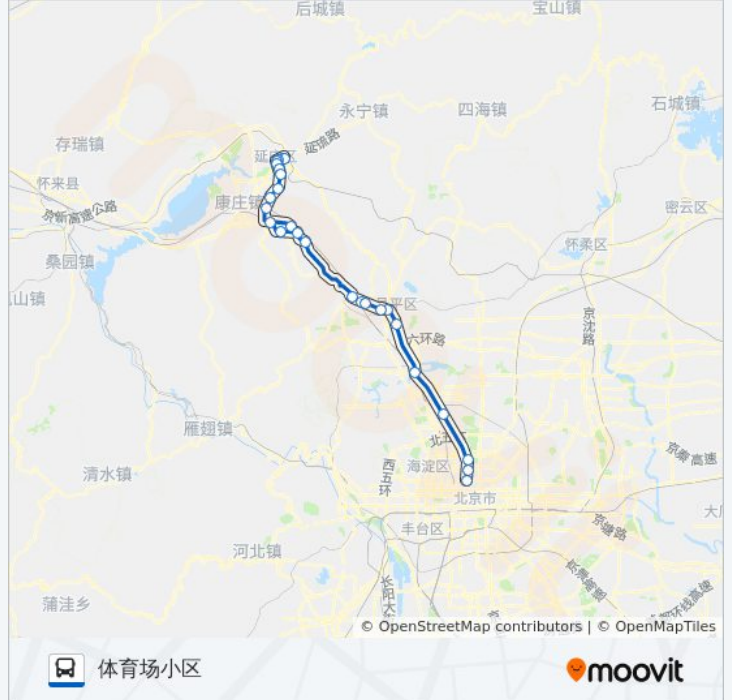 后城镇
宝山镇
石城镇
永宁镇
四海镇
延琉路
存瑞镇
怀来县
康庄镇
京新高速公路
密云区
怀柔区
桑园镇
山镇
昌平区
京沈路
六环路
雁翅镇
北五环
海淀区
西五环
清水镇
京秦高速
北京市
丰台区
京塘路
河北镇
蒲洼乡
© OpenStreetMap contributors | © OpenMapTiles
体育场小区
moovit